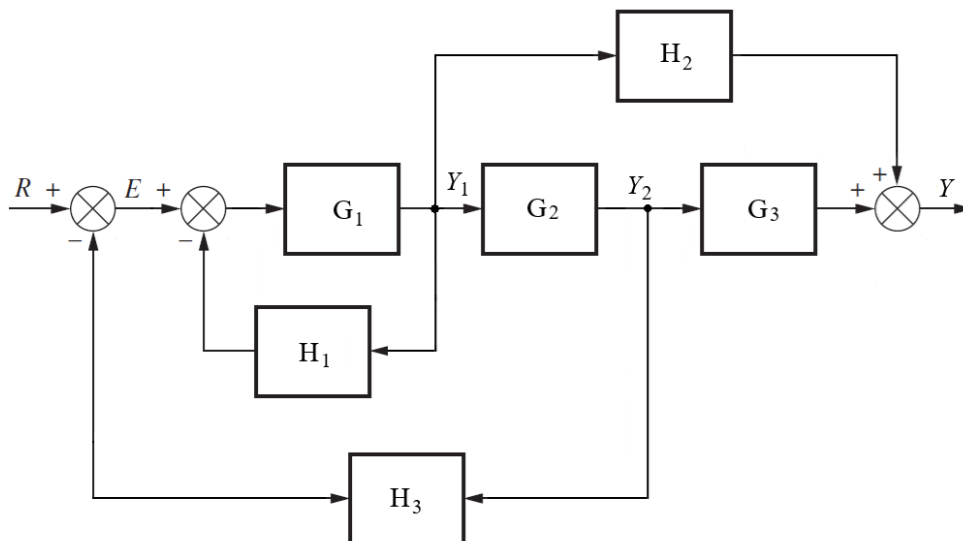 H₂
R + E + G₁ Y₁ G₂ Y₂ G₃ + + Y
− −
H₁
H₃